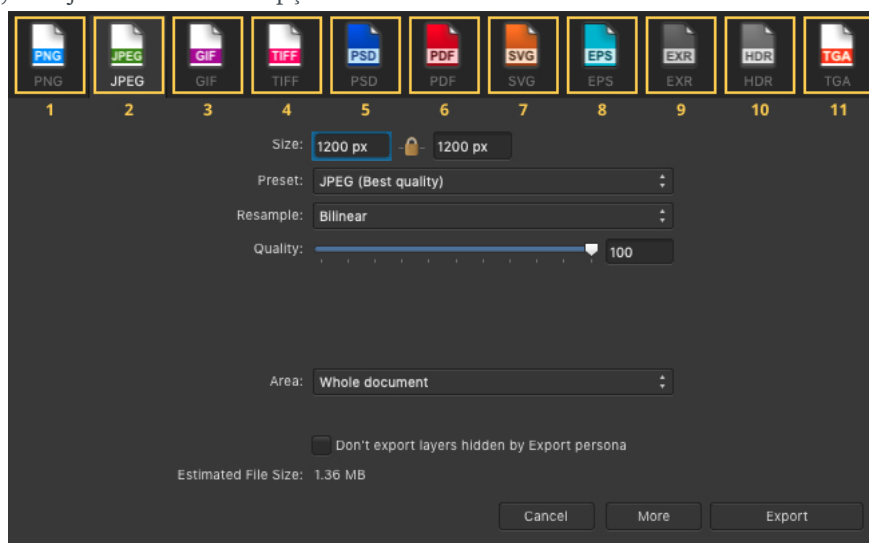 PNG JPEG GIF TIFF PSD PDF SVG EPS EXR HDR TGA
PNG JPEG GIF TIFF PSD PDF SVG EPS EXR HDR TGA
1 2 3 4 5 6 7 8 9 10 11
Size: 1200 px 1200 px
Preset: JPEG (Best quality)
Resample: Bilinear
Quality: 100
Area: Whole document
Don't export layers hidden by Export persona
Estimated File Size: 1.36 MB
Cancel More Export